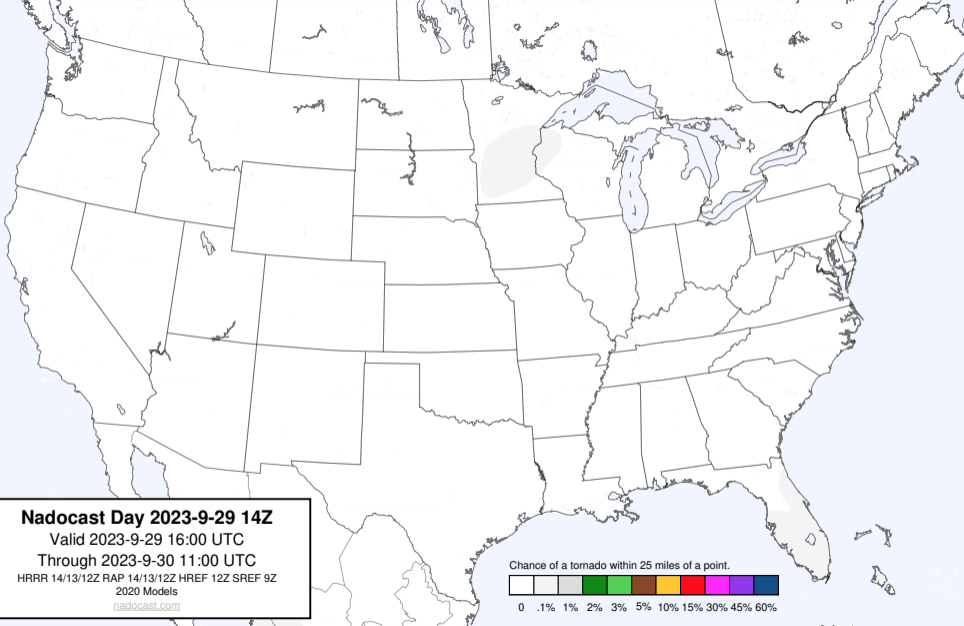 Nadocast Day 2023-9-29 14Z
Valid 2023-9-29 16:00 UTC
Through 2023-9-30 11:00 UTC
HRRR 14/13/12Z RAP 14/13/12Z HREF 12Z SREF 9Z
2020 Models
nadocast.com
Chance of a tornado within 25 miles of a point.
0 .1% 1% 2% 3% 5% 10% 15% 30% 45% 60%